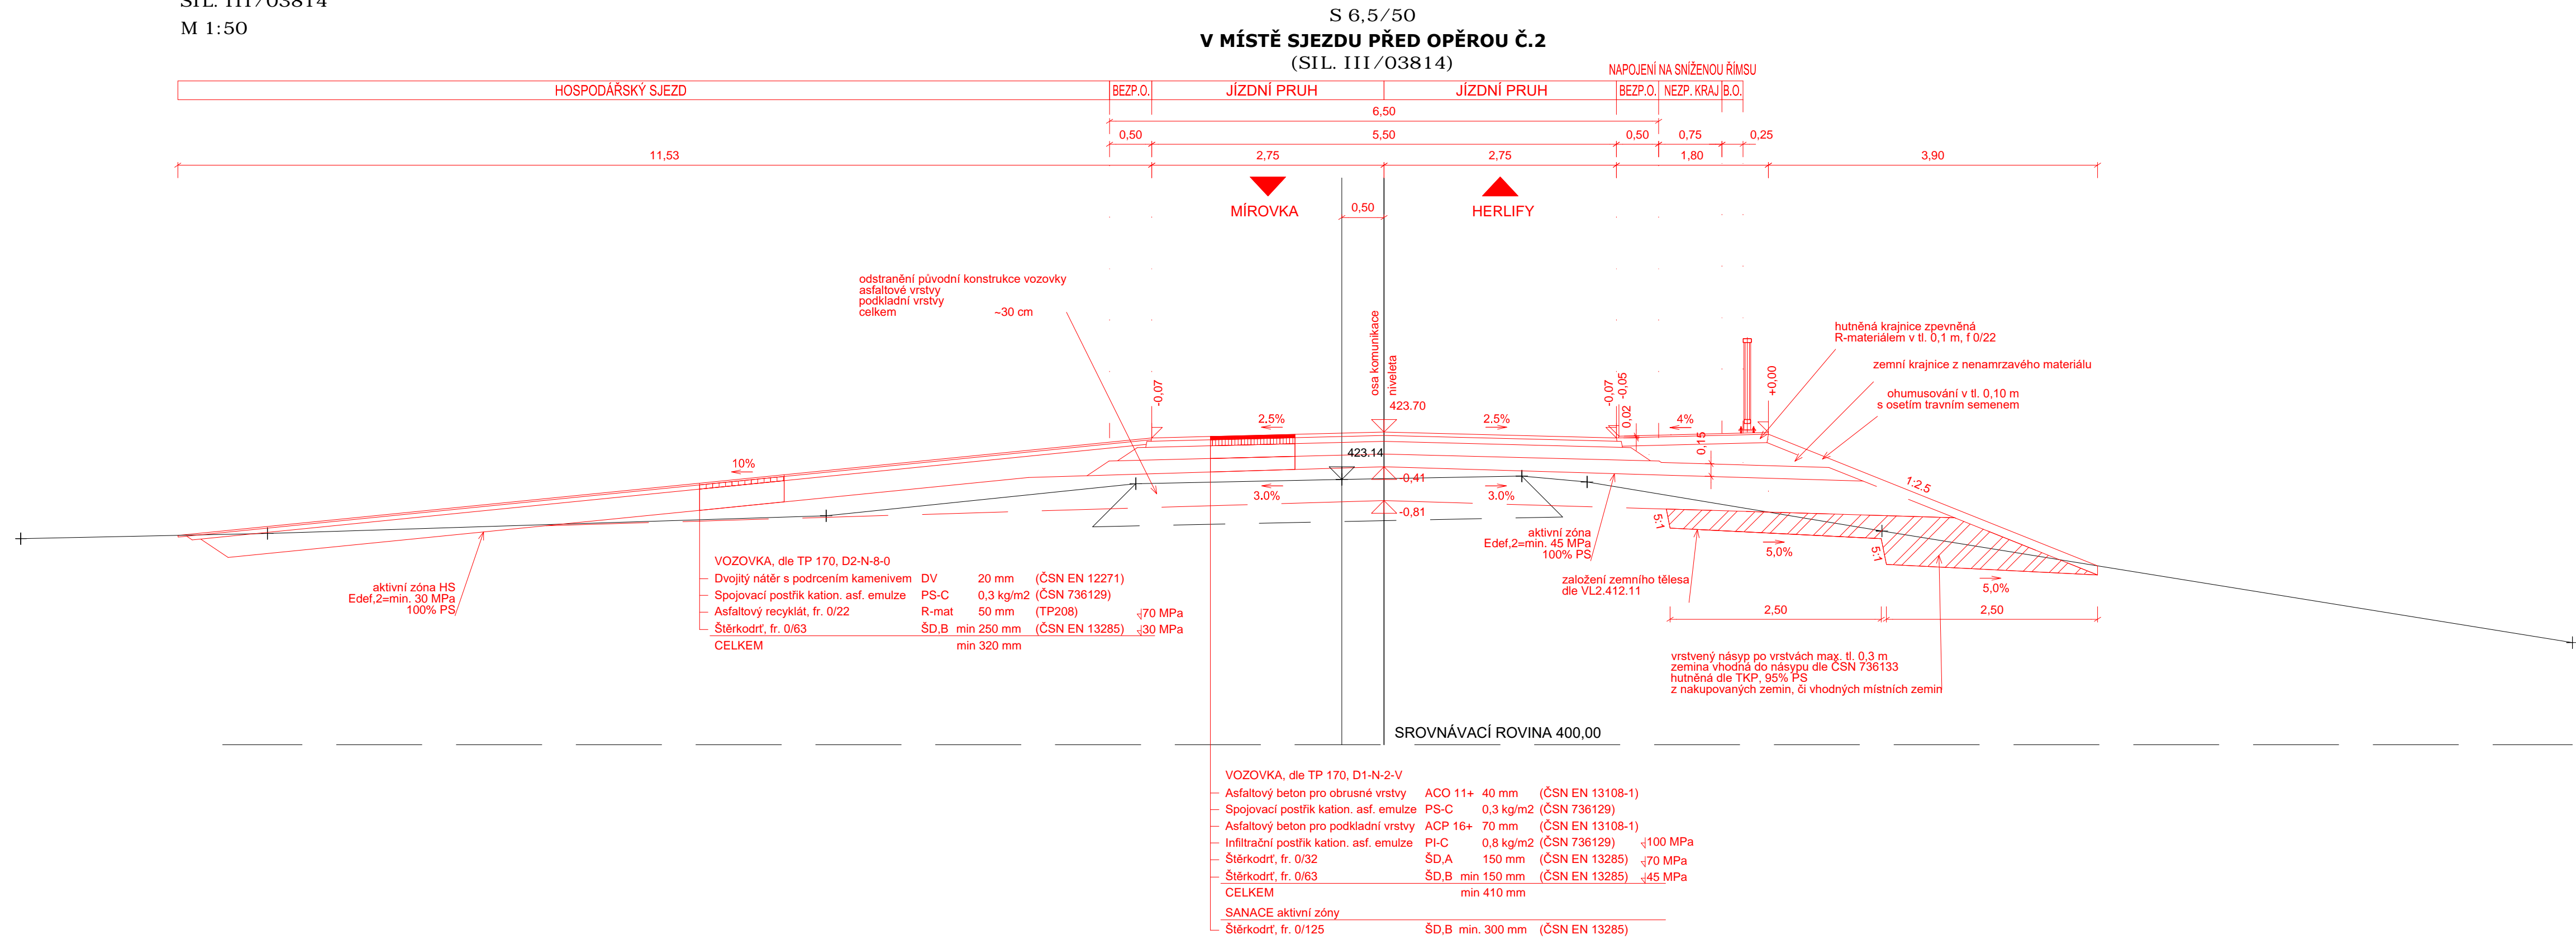 SIL. III/03814
M 1:50
S 6,5/50
V MÍSTĚ SJEZDU PŘED OPĚROU Č.2
(SIL. III/03814)
NAPOJENÍ NA SNÍŽENOU ŘÍMSU
HOSPODÁŘSKÝ SJEZD
BEZP.O.
JÍZDNÍ PRUH
JÍZDNÍ PRUH
BEZP.O.
NEZP. KRAJ
B.O.
6,50
0,50
5,50
0,50
0,75
0,25
11,53
2,75
2,75
1,80
3,90
MÍROVKA
0,50
HERLIFY
odstranění původní konstrukce vozovky
asfaltové vrstvy
podkladní vrstvy
celkem ~30 cm
osa komunikace
niveleta
hutněná krajnice zpevněná
R-materiálem v tl. 0,1 m, f 0/22
zemní krajnice z nenamrzavého materiálu
ohumusování v tl. 0,10 m
s osetím travním semenem
-0,07
-0,07
-0,05
0,02
+0,00
423.70
2.5%
2.5%
4%
0,15
423.14
10%
-0,41
3.0%
3.0%
-0,81
1:2.5
5:1
5:1
5,0%
5,0%
aktivní zóna
Edef,2=min. 45 MPa
100% PS
založení zemního tělesa
dle VL2.412.11
2,50
2,50
aktivní zóna HS
Edef,2=min. 30 MPa
100% PS
VOZOVKA, dle TP 170, D2-N-8-0
Dvojitý nátěr s podrcením kamenivem DV 20 mm (ČSN EN 12271)
Spojovací postřik kation. asf. emulze PS-C 0,3 kg/m2 (ČSN 736129)
Asfaltový recyklát, fr. 0/22 R-mat 50 mm (TP208) 70 MPa
Štěrkodrť, fr. 0/63 ŠD,B min 250 mm (ČSN EN 13285) 30 MPa
CELKEM min 320 mm
vrstvený násyp po vrstvách max. tl. 0,3 m
zemina vhodná do násypu dle ČSN 736133
hutněná dle TKP, 95% PS
z nakupovaných zemin, či vhodných místních zemin
SROVNÁVACÍ ROVINA 400,00
VOZOVKA, dle TP 170, D1-N-2-V
Asfaltový beton pro obrusné vrstvy ACO 11+ 40 mm (ČSN EN 13108-1)
Spojovací postřik kation. asf. emulze PS-C 0,3 kg/m2 (ČSN 736129)
Asfaltový beton pro podkladní vrstvy ACP 16+ 70 mm (ČSN EN 13108-1)
Infiltrační postřik kation. asf. emulze PI-C 0,8 kg/m2 (ČSN 736129) 100 MPa
Štěrkodrť, fr. 0/32 ŠD,A 150 mm (ČSN EN 13285) 70 MPa
Štěrkodrť, fr. 0/63 ŠD,B min 150 mm (ČSN EN 13285) 45 MPa
CELKEM min 410 mm
SANACE aktivní zóny
Štěrkodrť, fr. 0/125 ŠD,B min. 300 mm (ČSN EN 13285)